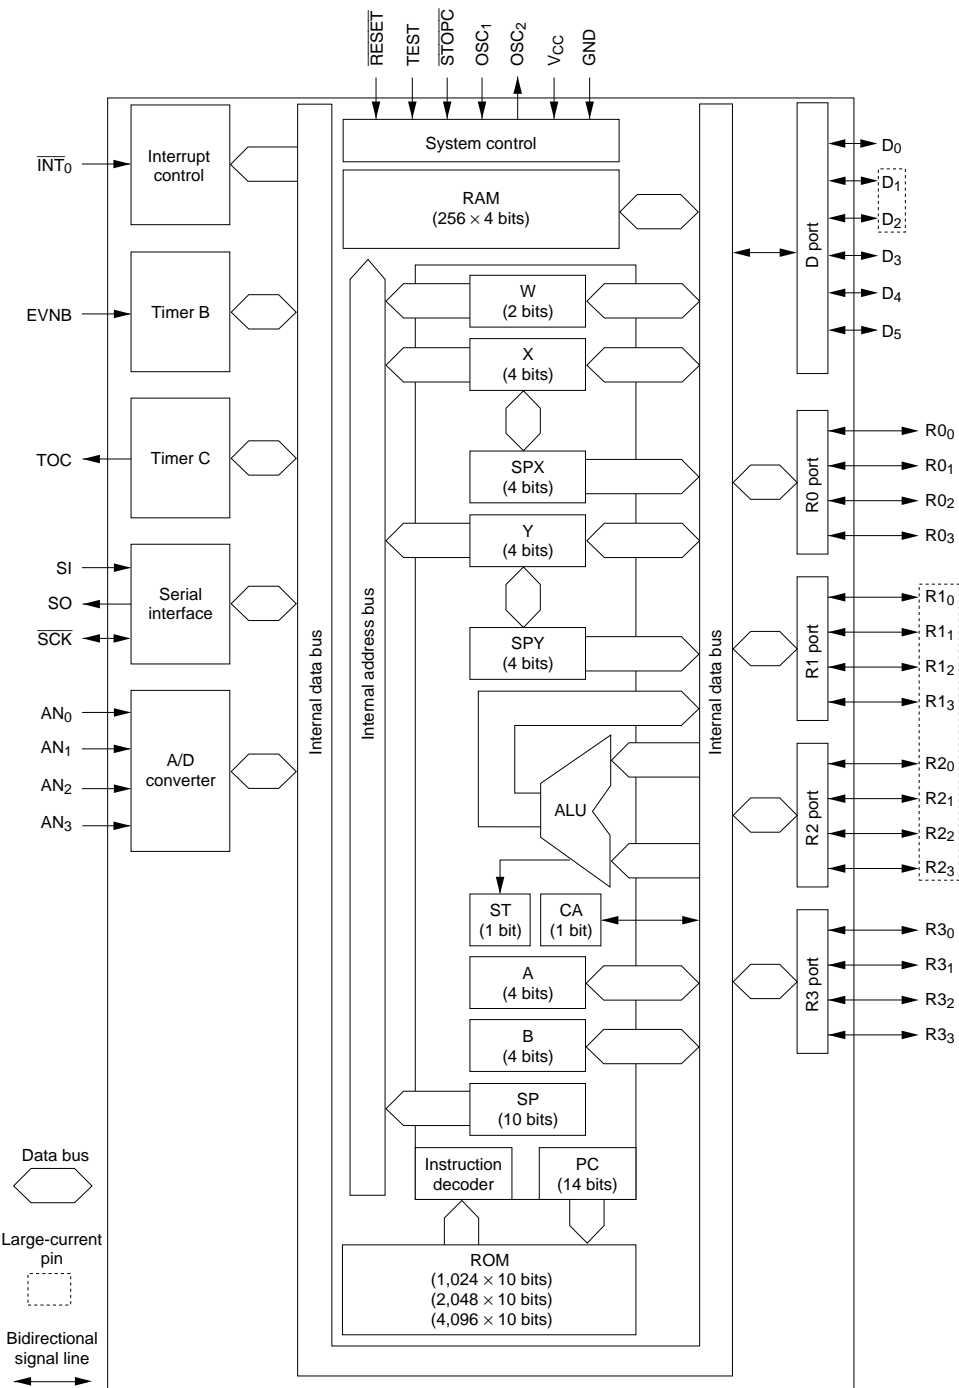 RESET
TEST
STOPC
OSC1
OSC2
VCC
GND
System control
INT0
Interrupt
control
RAM
(256 × 4 bits)
D port
D0
D1
D2
D3
D4
D5
EVNB
Timer B
W
(2 bits)
X
(4 bits)
TOC
Timer C
SPX
(4 bits)
R0 port
R00
R01
R02
R03
Y
(4 bits)
SI
SO
SCK
Serial
interface
SPY
(4 bits)
R1 port
R10
R11
R12
R13
Internal data bus
Internal address bus
Internal data bus
AN0
AN1
AN2
AN3
A/D
converter
ALU
R2 port
R20
R21
R22
R23
ST
(1 bit)
CA
(1 bit)
A
(4 bits)
B
(4 bits)
R3 port
R30
R31
R32
R33
SP
(10 bits)
Instruction
decoder
PC
(14 bits)
ROM
(1,024 × 10 bits)
(2,048 × 10 bits)
(4,096 × 10 bits)
Data bus
Large-current
pin
Bidirectional
signal line